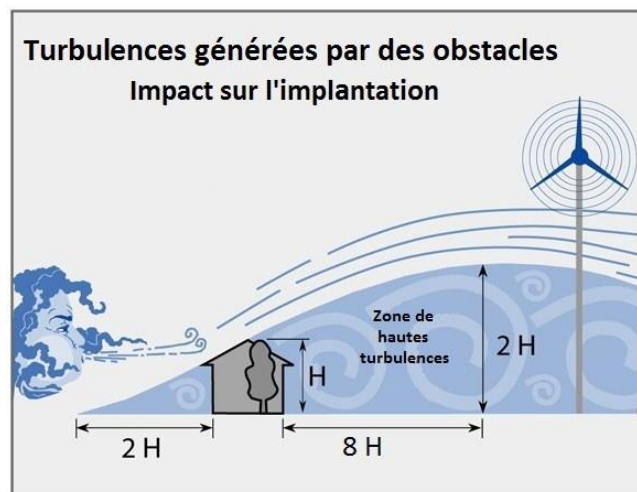 Turbulences générées par des obstacles
Impact sur l'implantation
Zone de
hautes
turbulences
H
2 H
2 H
8 H